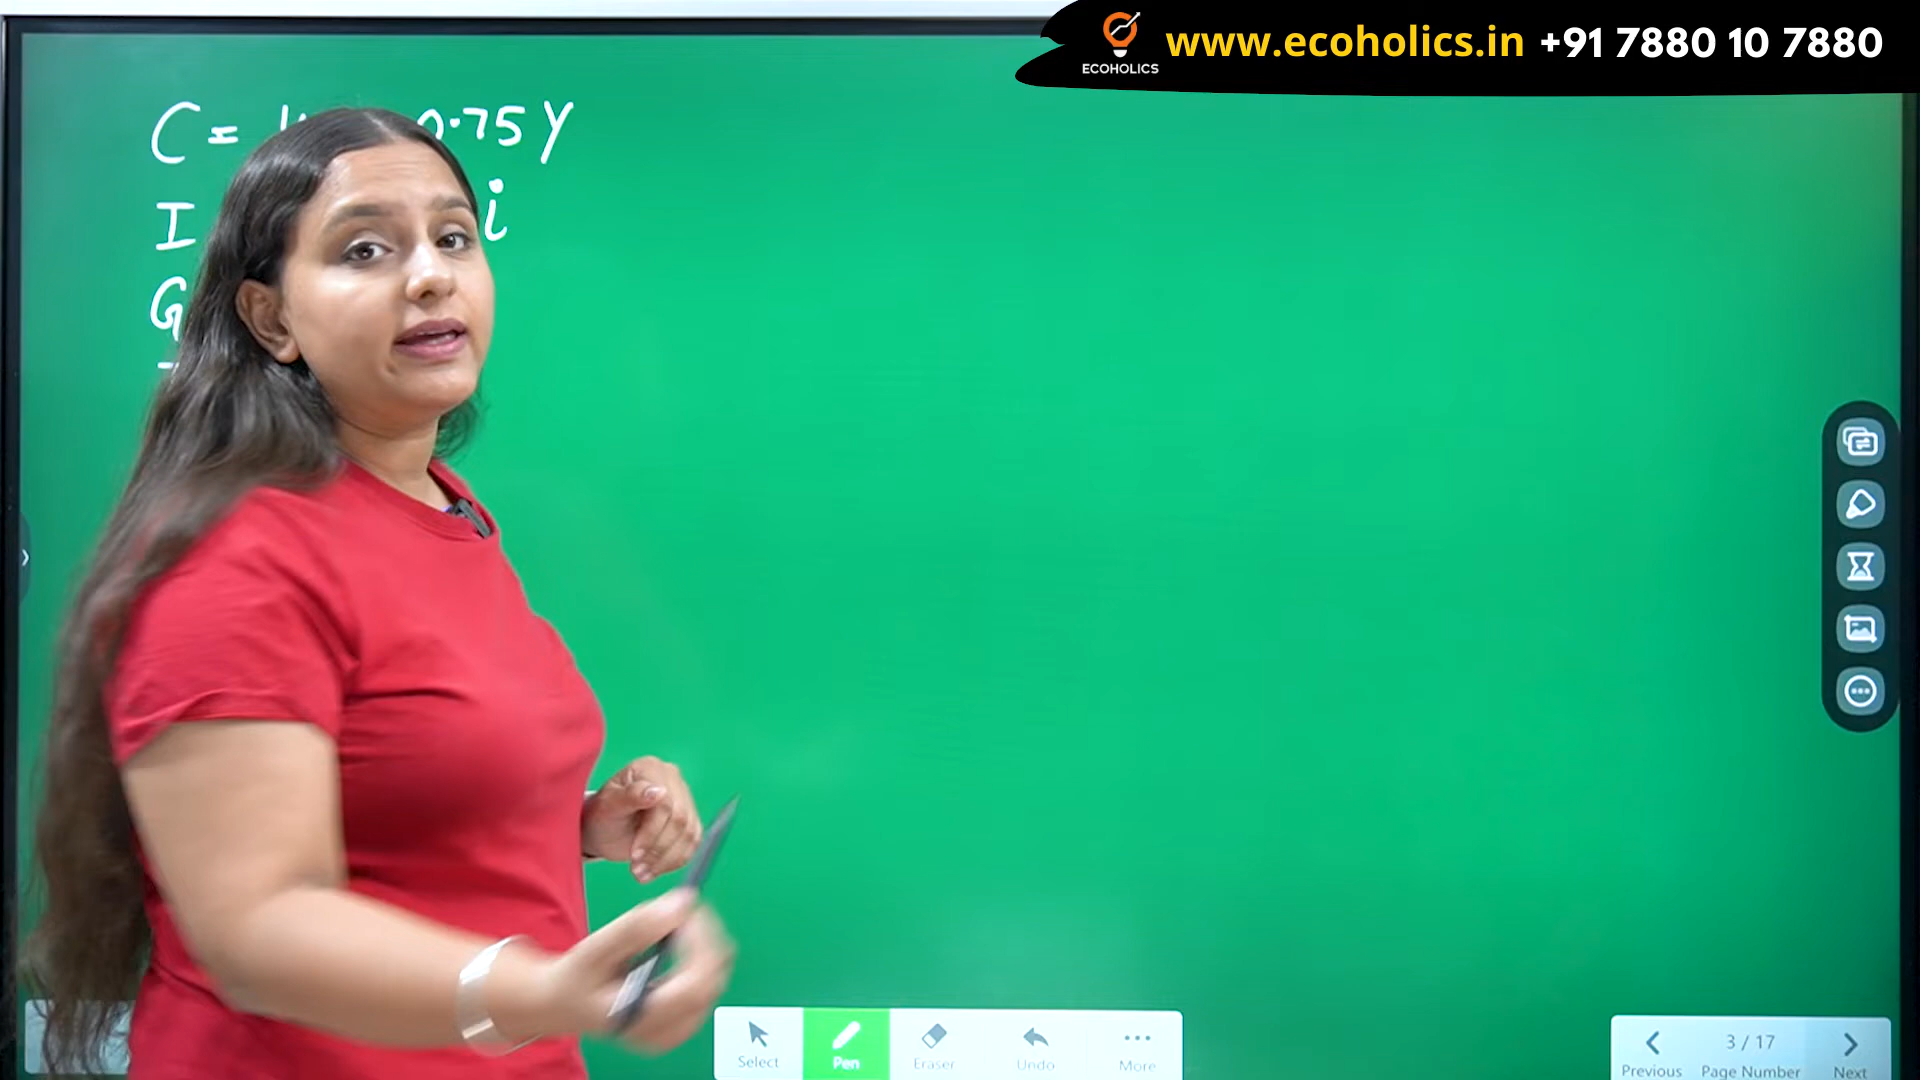 www.ecoholics.in +91 7880 10 7880
ECOHOLICS
C = 0.75Y
I i
G
Select Pen Eraser Undo More
3 / 17
Previous Page Number Next